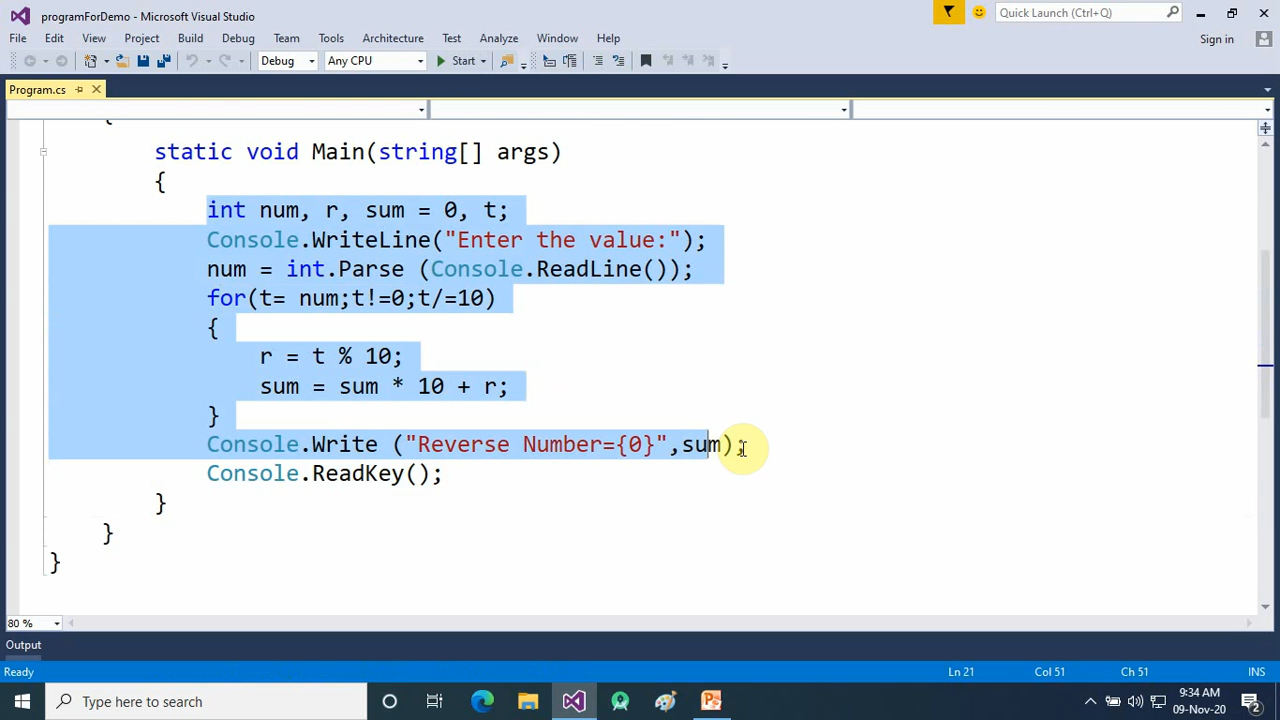 programForDemo - Microsoft Visual Studio
Quick Launch (Ctrl+Q)
File Edit View Project Build Debug Team Tools Architecture Test Analyze Window Help
Sign in
Debug Any CPU Start
Program.cs
{
static void Main(string[] args)
{
int num, r, sum = 0, t;
Console.WriteLine("Enter the value:");
num = int.Parse (Console.ReadLine());
for(t= num;t!=0;t/=10)
{
r = t % 10;
sum = sum * 10 + r;
}
Console.Write ("Reverse Number={0}",sum);
Console.ReadKey();
}
}
}
80 %
Output
Ready Ln 21 Col 51 Ch 51 INS
Type here to search
9:34 AM
09-Nov-20
2